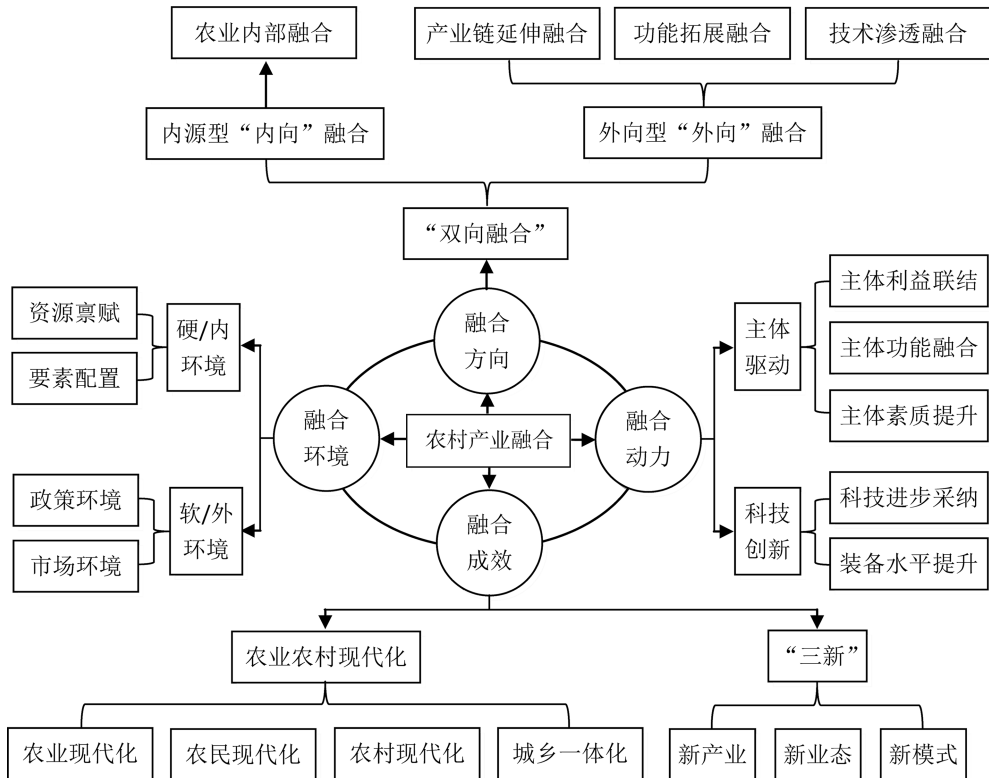 农业内部融合
产业链延伸融合
功能拓展融合
技术渗透融合
内源型“内向”融合
外向型“外向”融合
“双向融合”
资源禀赋
要素配置
硬/内
环境
政策环境
市场环境
软/外
环境
融合
方向
融合
环境
农村产业融合
融合
动力
融合
成效
主体
驱动
主体利益联结
主体功能融合
主体素质提升
科技
创新
科技进步采纳
装备水平提升
农业农村现代化
“三新”
农业现代化
农民现代化
农村现代化
城乡一体化
新产业
新业态
新模式